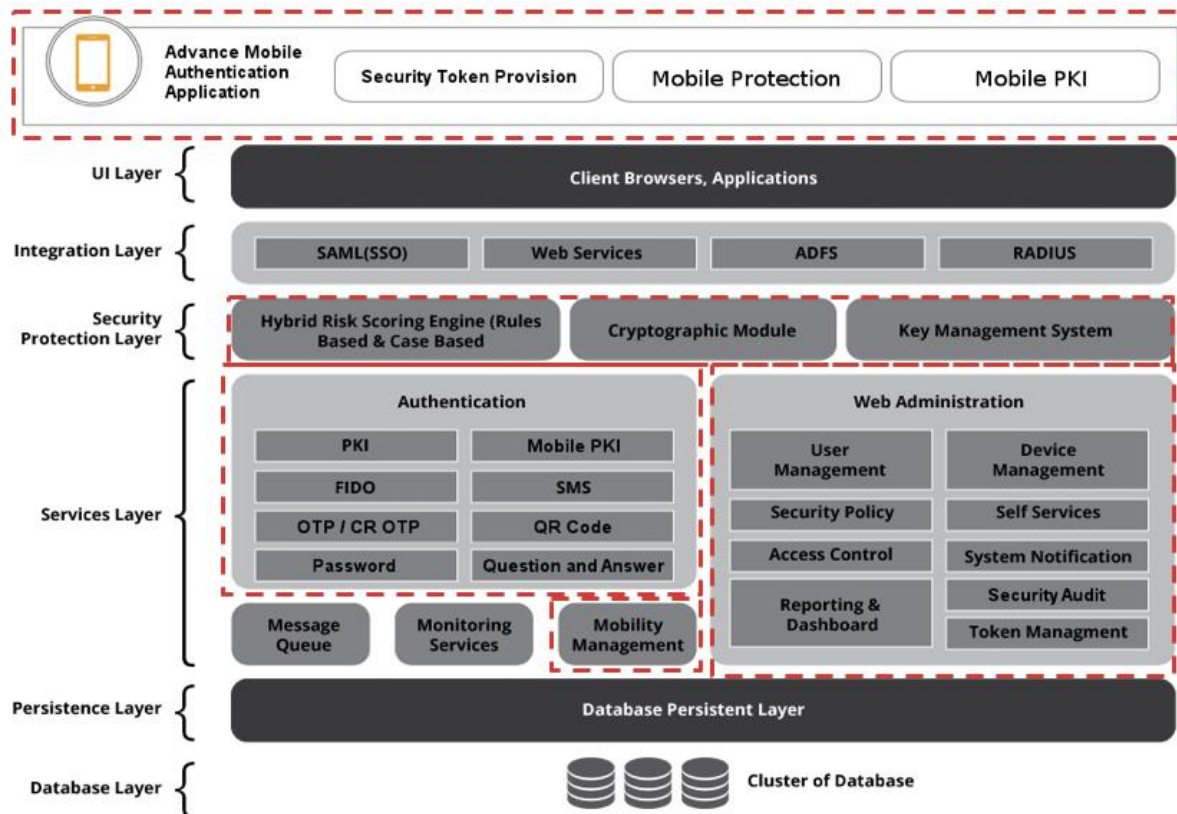 Advance Mobile
Authentication
Application
Security Token Provision
Mobile Protection
Mobile PKI
UI Layer
Client Browsers, Applications
Integration Layer
SAML(SSO)
Web Services
ADFS
RADIUS
Security
Protection Layer
Hybrid Risk Scoring Engine (Rules
Based & Case Based
Cryptographic Module
Key Management System
Services Layer
Authentication
PKI
Mobile PKI
FIDO
SMS
OTP / CR OTP
QR Code
Password
Question and Answer
Message
Queue
Monitoring
Services
Mobility
Management
Web Administration
User
Management
Device
Management
Security Policy
Self Services
Access Control
System Notification
Reporting &
Dashboard
Security Audit
Token Managment
Persistence Layer
Database Persistent Layer
Database Layer
Cluster of Database